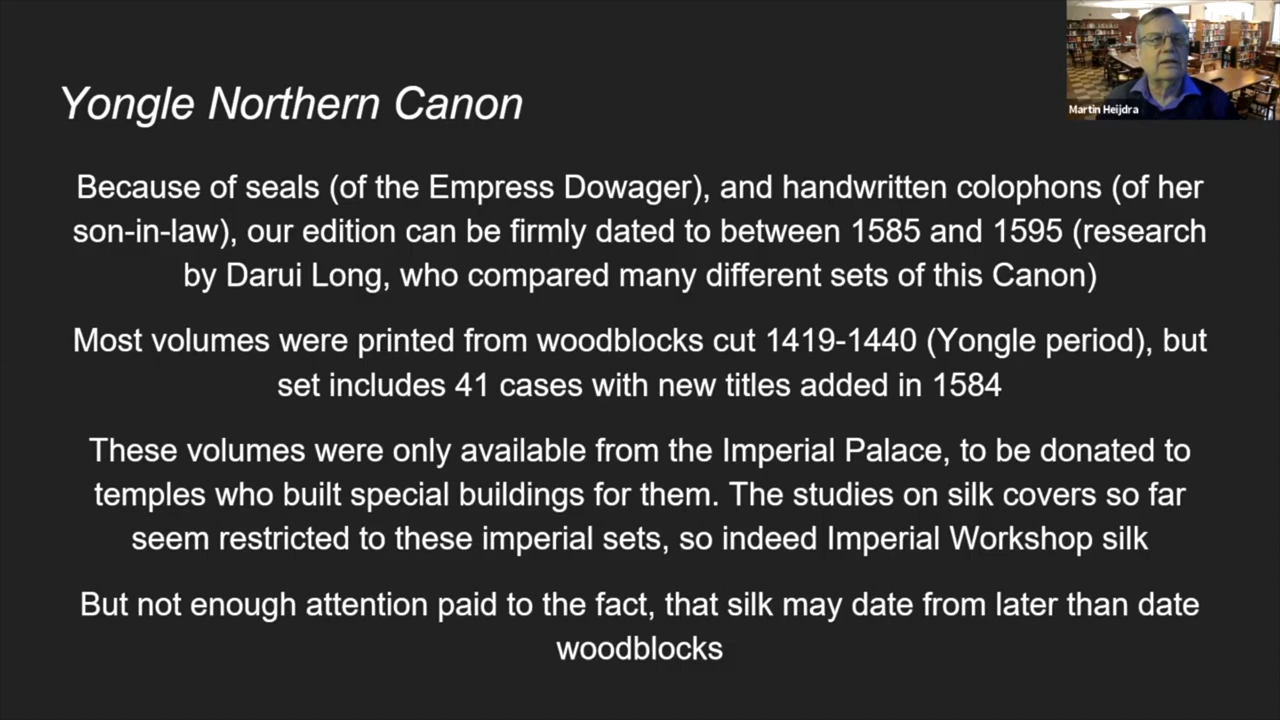 Martin Heijdra
Yongle Northern Canon
Because of seals (of the Empress Dowager), and handwritten colophons (of her
son-in-law), our edition can be firmly dated to between 1585 and 1595 (research
by Darui Long, who compared many different sets of this Canon)
Most volumes were printed from woodblocks cut 1419-1440 (Yongle period), but
set includes 41 cases with new titles added in 1584
These volumes were only available from the Imperial Palace, to be donated to
temples who built special buildings for them. The studies on silk covers so far
seem restricted to these imperial sets, so indeed Imperial Workshop silk
But not enough attention paid to the fact, that silk may date from later than date
woodblocks